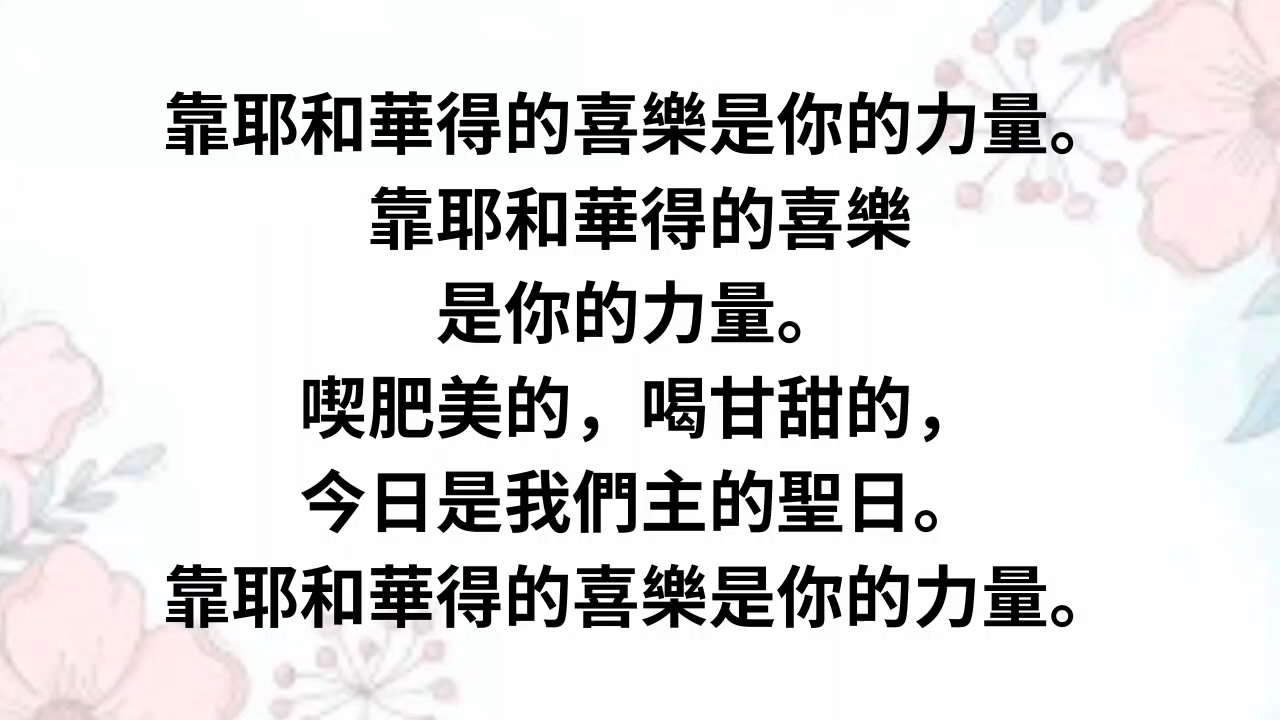 靠耶和華得的喜樂是你的力量。
靠耶和華得的喜樂
是你的力量。
喫肥美的，喝甘甜的，
今日是我們主的聖日。
靠耶和華得的喜樂是你的力量。